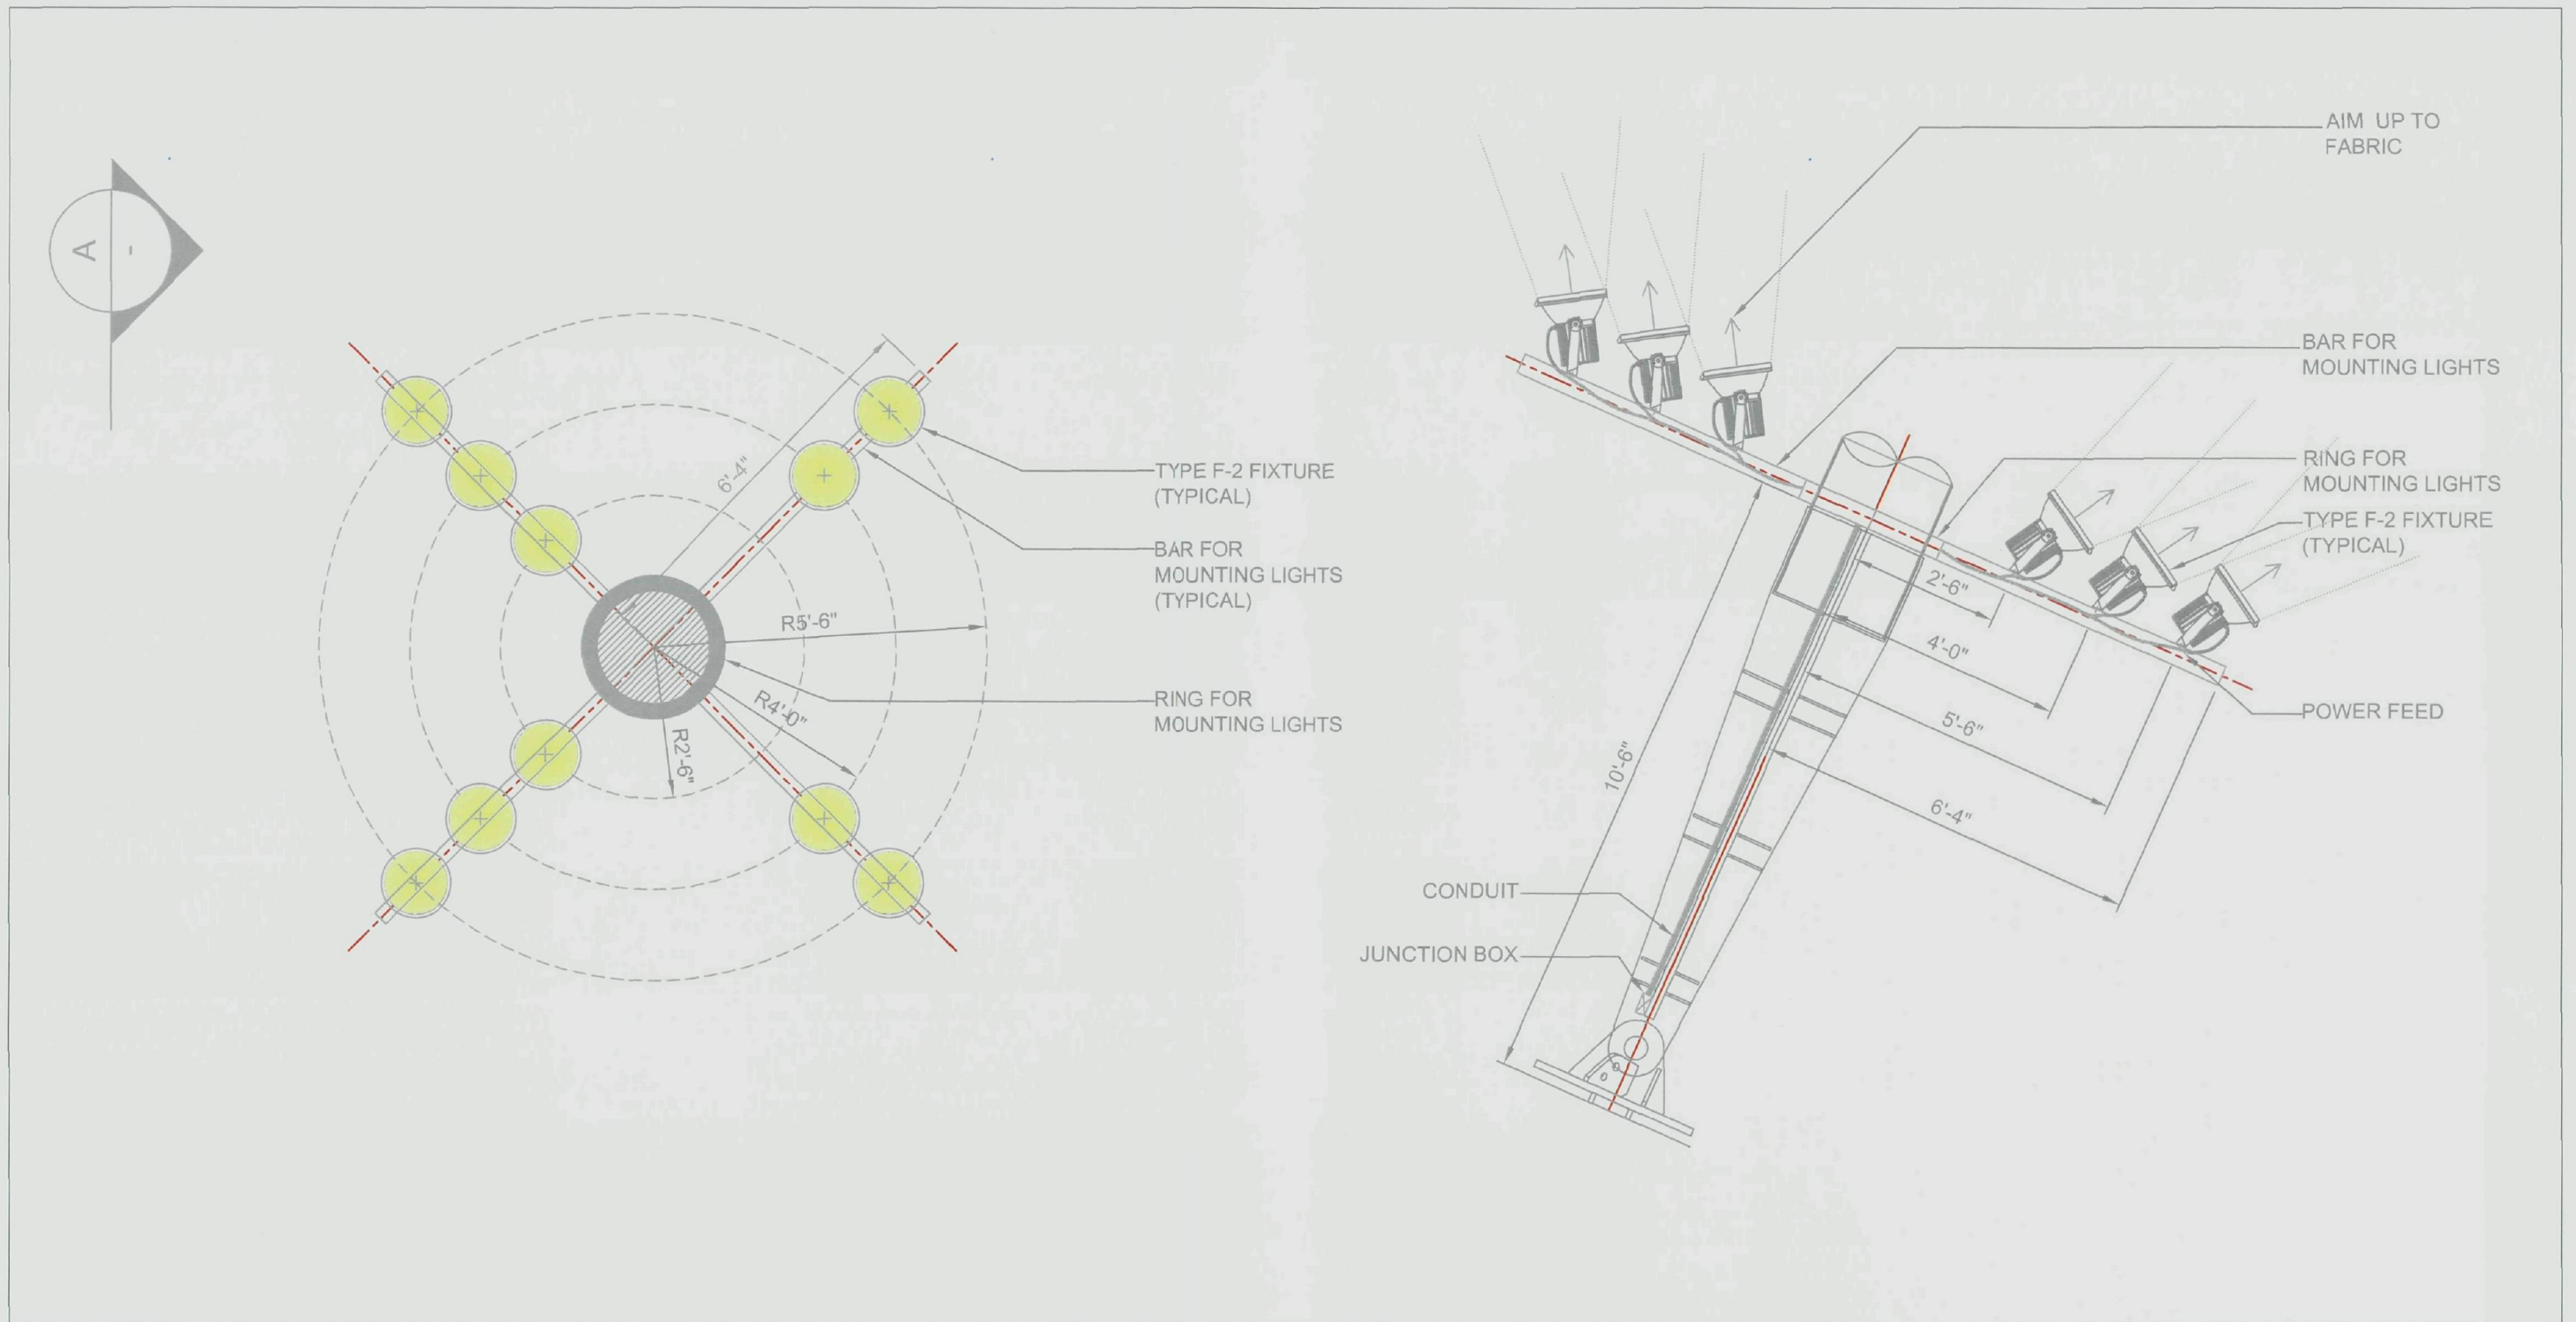 A
-
6'-4"
TYPE F-2 FIXTURE
(TYPICAL)
BAR FOR
MOUNTING LIGHTS
(TYPICAL)
R5'-6"
R4'-0"
R2'-6"
RING FOR
MOUNTING LIGHTS
AIM UP TO
FABRIC
BAR FOR
MOUNTING LIGHTS
RING FOR
MOUNTING LIGHTS
TYPE F-2 FIXTURE
(TYPICAL)
2'-6"
4'-0"
5'-6"
6'-4"
POWER FEED
10'-6"
CONDUIT
JUNCTION BOX